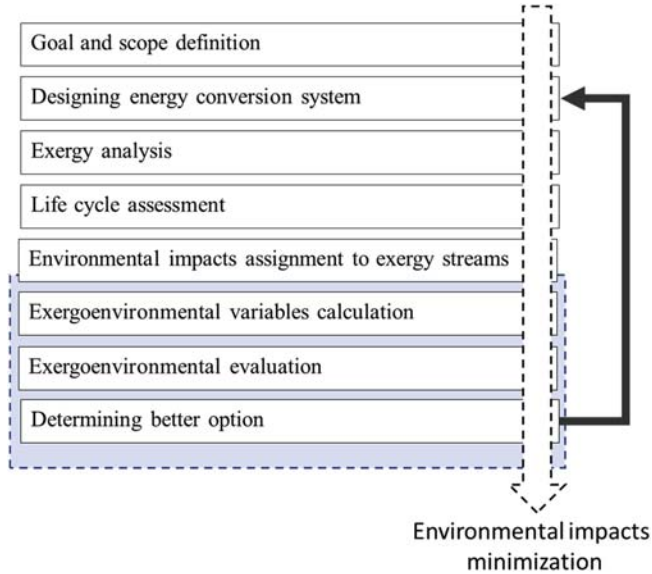 Goal and scope definition
Designing energy conversion system
Exergy analysis
Life cycle assessment
Environmental impacts assignment to exergy streams
Exergoenvironmental variables calculation
Exergoenvironmental evaluation
Determining better option
Environmental impacts
minimization